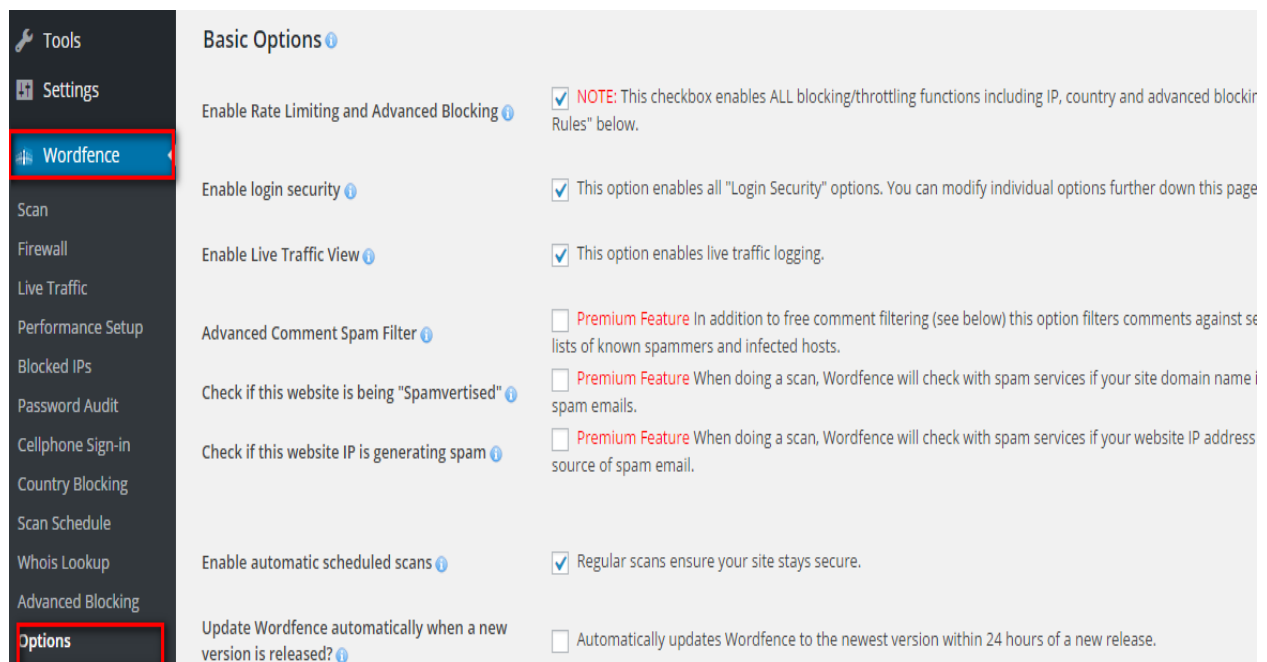 Tools
Settings
Wordfence
Scan
Firewall
Live Traffic
Performance Setup
Blocked IPs
Password Audit
Cellphone Sign-in
Country Blocking
Scan Schedule
Whois Lookup
Advanced Blocking
Options
Basic Options
Enable Rate Limiting and Advanced Blocking
NOTE: This checkbox enables ALL blocking/throttling functions including IP, country and advanced
Rules" below.
Enable login security
This option enables all "Login Security" options. You can modify individual options further down this page
Enable Live Traffic View
This option enables live traffic logging.
Advanced Comment Spam Filter
Premium Feature In addition to free comment filtering (see below) this option filters comments against
lists of known spammers and infected hosts.
Check if this website is being "Spamvertised"
Premium Feature When doing a scan, Wordfence will check with spam services if your site domain name
spam emails.
Check if this website IP is generating spam
Premium Feature When doing a scan, Wordfence will check with spam services if your website IP address
source of spam email.
Enable automatic scheduled scans
Regular scans ensure your site stays secure.
Update Wordfence automatically when a new
version is released?
Automatically updates Wordfence to the newest version within 24 hours of a new release.